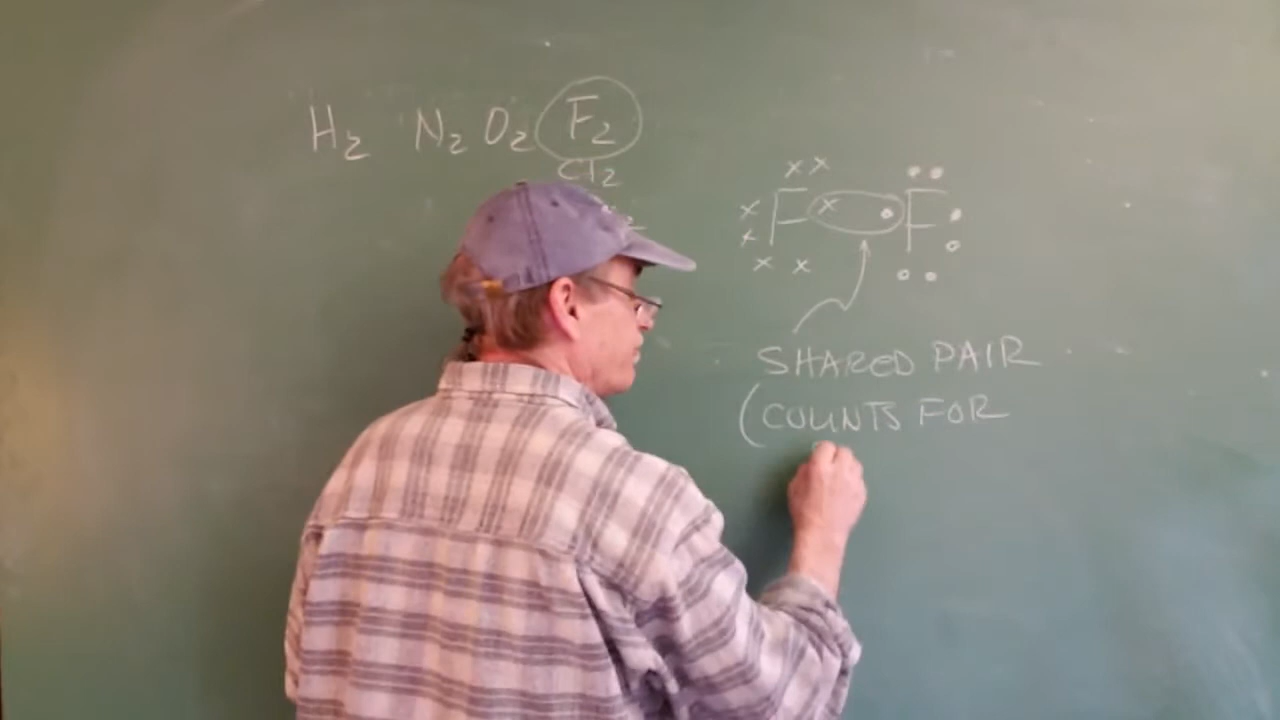 H₂ N₂ O₂ F₂
Cl₂
F F
SHARED PAIR
(COUNTS FOR